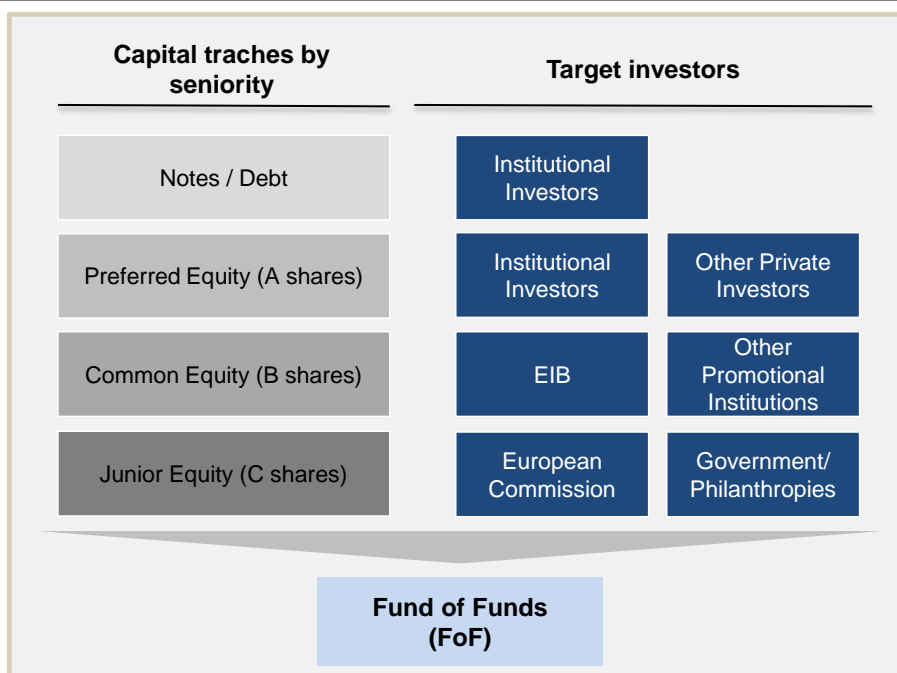 Capital traches by
seniority
Target investors
Notes / Debt
Institutional
Investors
Preferred Equity (A shares)
Institutional
Investors
Other Private
Investors
Common Equity (B shares)
EIB
Other
Promotional
Institutions
Junior Equity (C shares)
European
Commission
Government/
Philanthropies
Fund of Funds
(FoF)